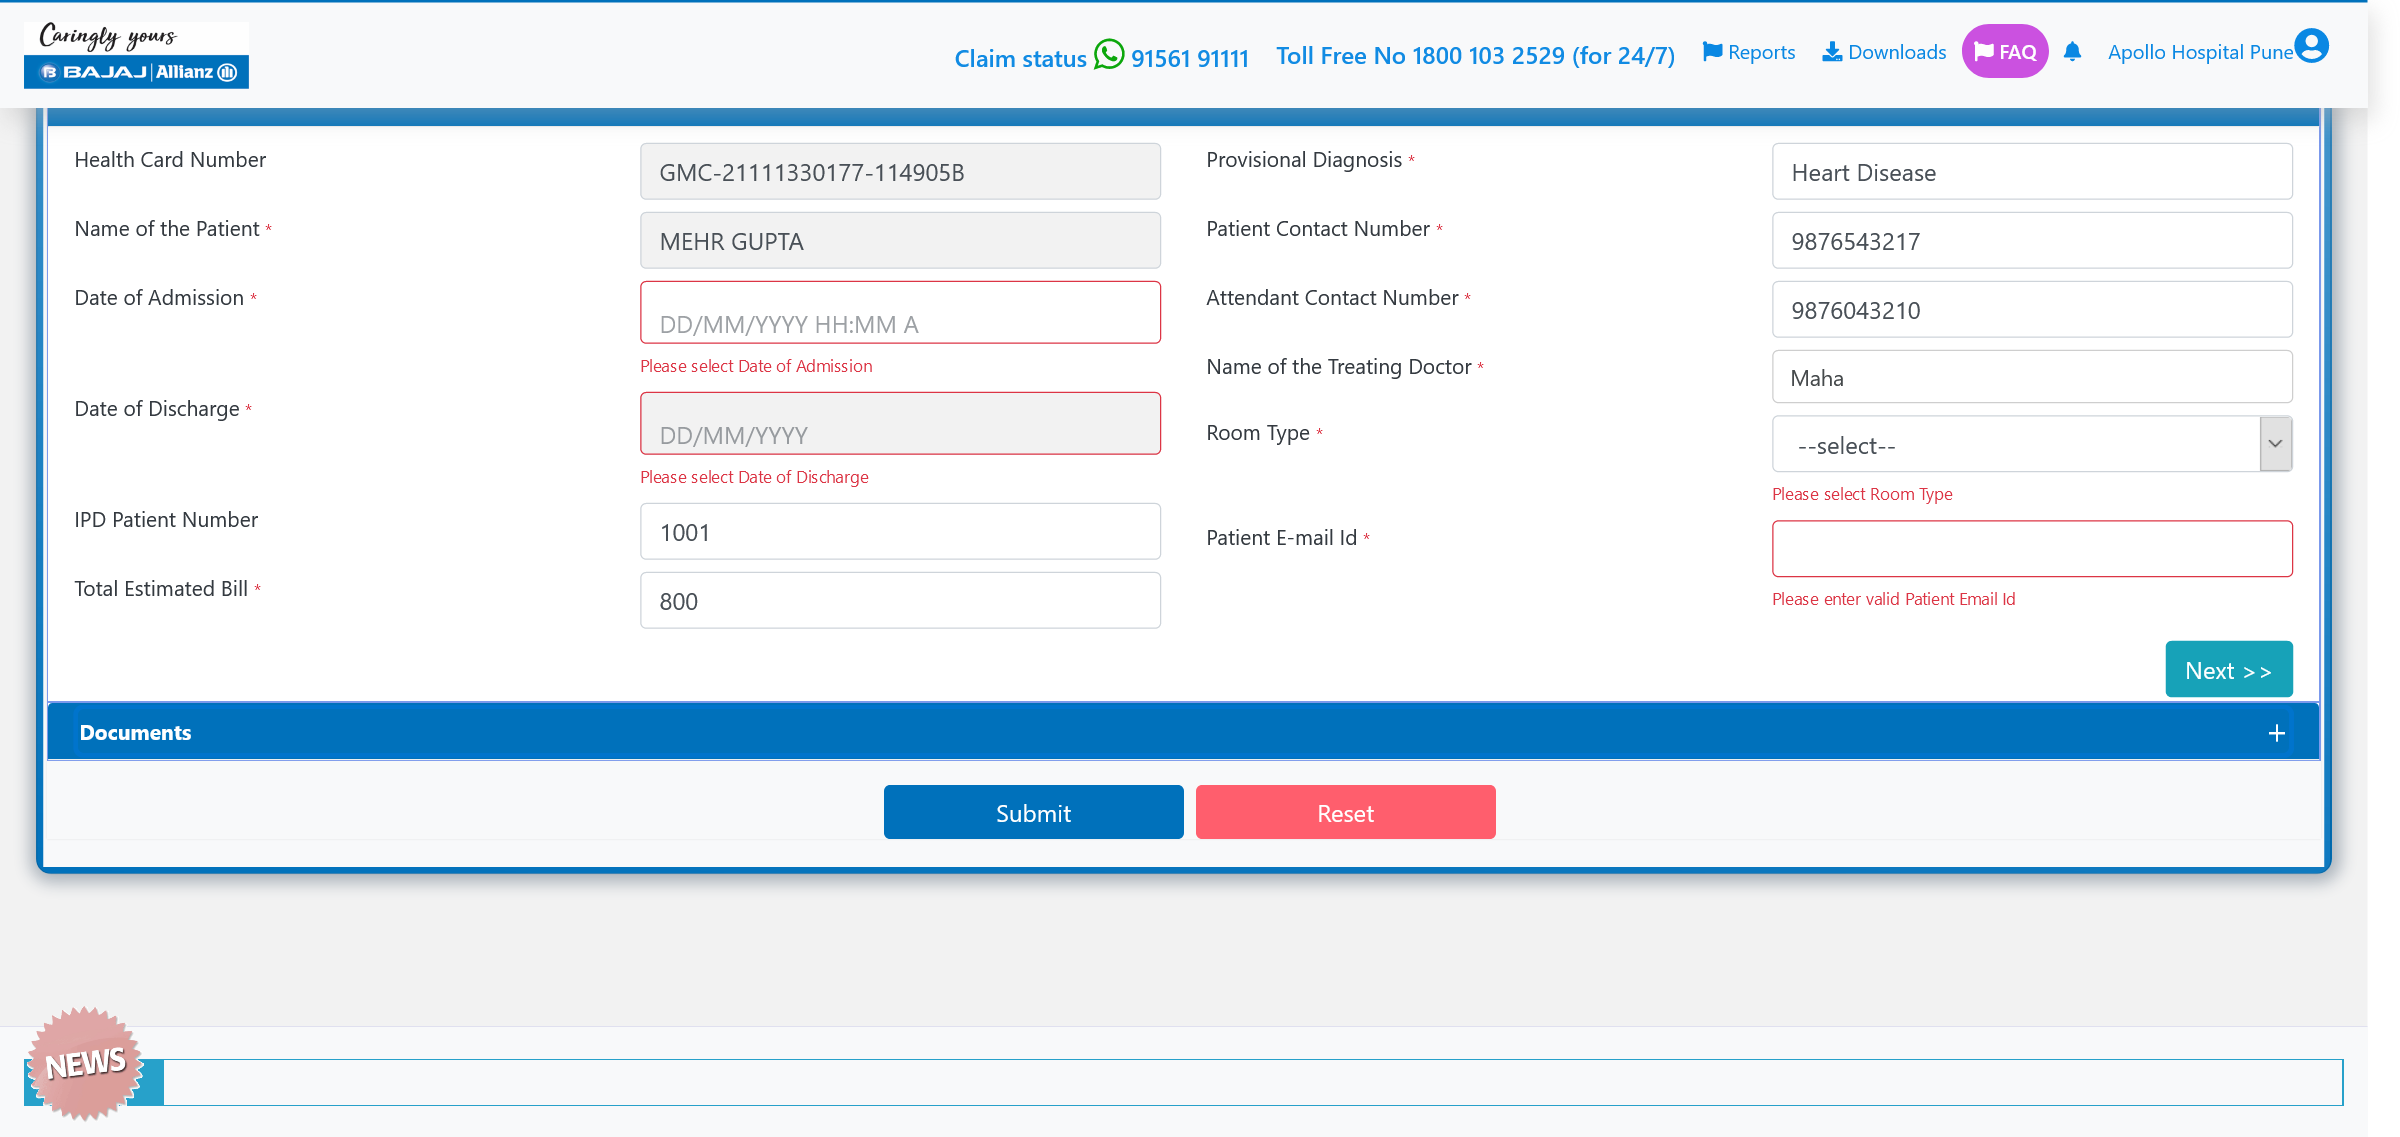 Caringly yours
BAJAJ | Allianz
Claim status 91561 91111
Toll Free No 1800 103 2529 (for 24/7)
Reports
Downloads
FAQ
Apollo Hospital Pune
Health Card Number
GMC-21111330177-114905B
Name of the Patient *
MEHR GUPTA
Date of Admission *
DD/MM/YYYY HH:MM A
Please select Date of Admission
Date of Discharge *
DD/MM/YYYY
Please select Date of Discharge
IPD Patient Number
1001
Total Estimated Bill *
800
Provisional Diagnosis *
Heart Disease
Patient Contact Number *
9876543217
Attendant Contact Number *
9876043210
Name of the Treating Doctor *
Maha
Room Type *
--select--
Please select Room Type
Patient E-mail Id *
Please enter valid Patient Email Id
Next >>
Documents +
Submit
Reset
NEWS